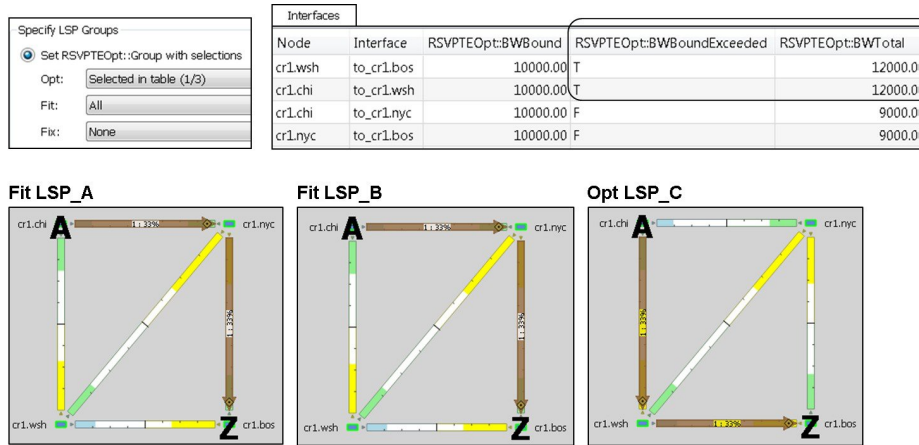 Specify LSP Groups
Set RSVPTEOpt::Group with selections
Opt: Selected in table (1/3)
Fit: All
Fix: None
Interfaces
Node Interface RSVPTEOpt::BWBound RSVPTEOpt::BWBoundExceeded RSVPTEOpt::BWTotal
cr1.wsh to_cr1.bos 10000.00 T 12000.0
cr1.chi to_cr1.wsh 10000.00 T 12000.0
cr1.chi to_cr1.nyc 10000.00 F 9000.0
cr1.nyc to_cr1.bos 10000.00 F 9000.0
Fit LSP_A
cr1.chi A 1:33% cr1.nyc
1:33%
cr1.wsh Z cr1.bos
Fit LSP_B
cr1.chi A 1:33% cr1.nyc
1:33%
cr1.wsh Z cr1.bos
Opt LSP_C
cr1.chi A cr1.nyc
1:33%
cr1.wsh 1:33% Z cr1.bos